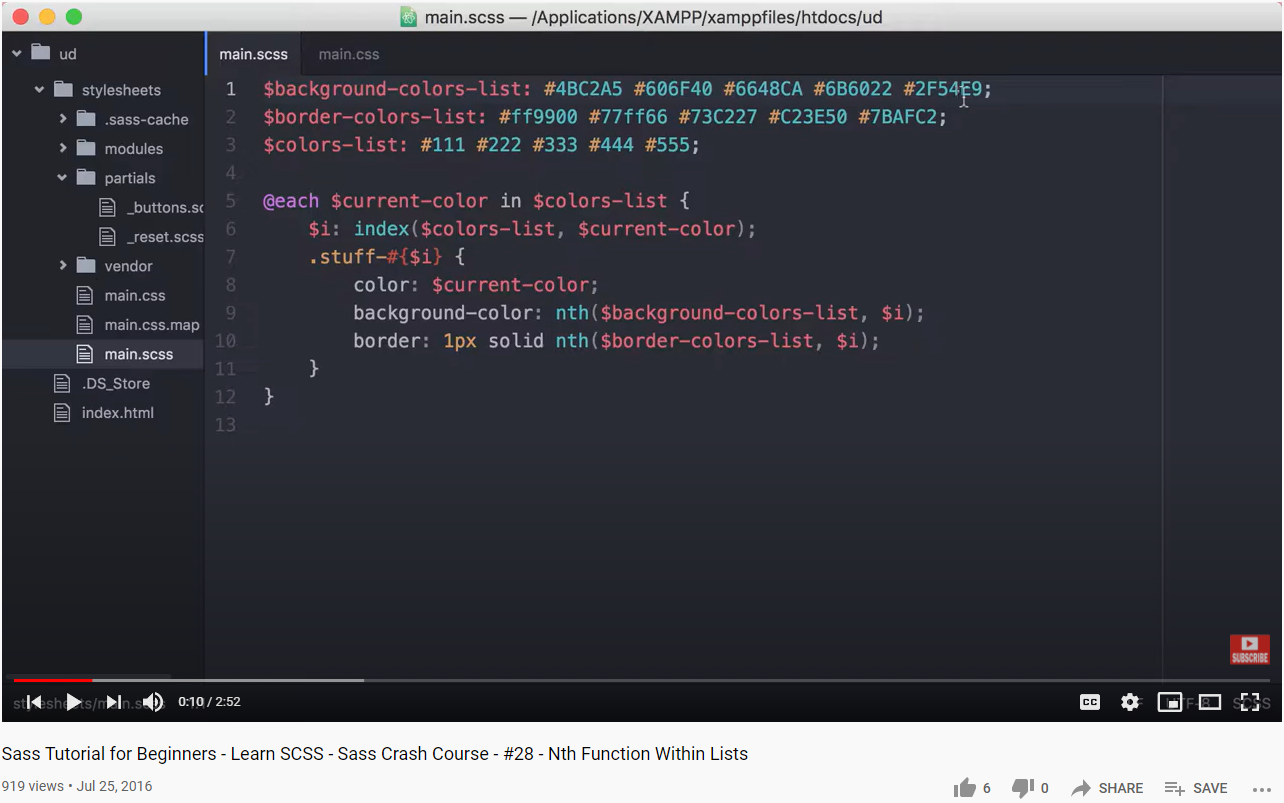 main.scss — /Applications/XAMPP/xamppfiles/htdocs/ud
ud
stylesheets
.sass-cache
modules
partials
_buttons.sc
_reset.scss
vendor
main.css
main.css.map
main.scss
.DS_Store
index.html
main.scss main.css
1 $background-colors-list: #4BC2A5 #606F40 #6648CA #6B6022 #2F54E9;
2 $border-colors-list: #ff9900 #77ff66 #73C227 #C23E50 #7BAFC2;
3 $colors-list: #111 #222 #333 #444 #555;
4
5 @each $current-color in $colors-list {
6 $i: index($colors-list, $current-color);
7 .stuff-#{$i} {
8 color: $current-color;
9 background-color: nth($background-colors-list, $i);
10 border: 1px solid nth($border-colors-list, $i);
11 }
12 }
13
SUBSCRIBE
0:10 / 2:52
CC
UTF-8 SCSS
Sass Tutorial for Beginners - Learn SCSS - Sass Crash Course - #28 - Nth Function Within Lists
919 views • Jul 25, 2016
6 0 SHARE SAVE